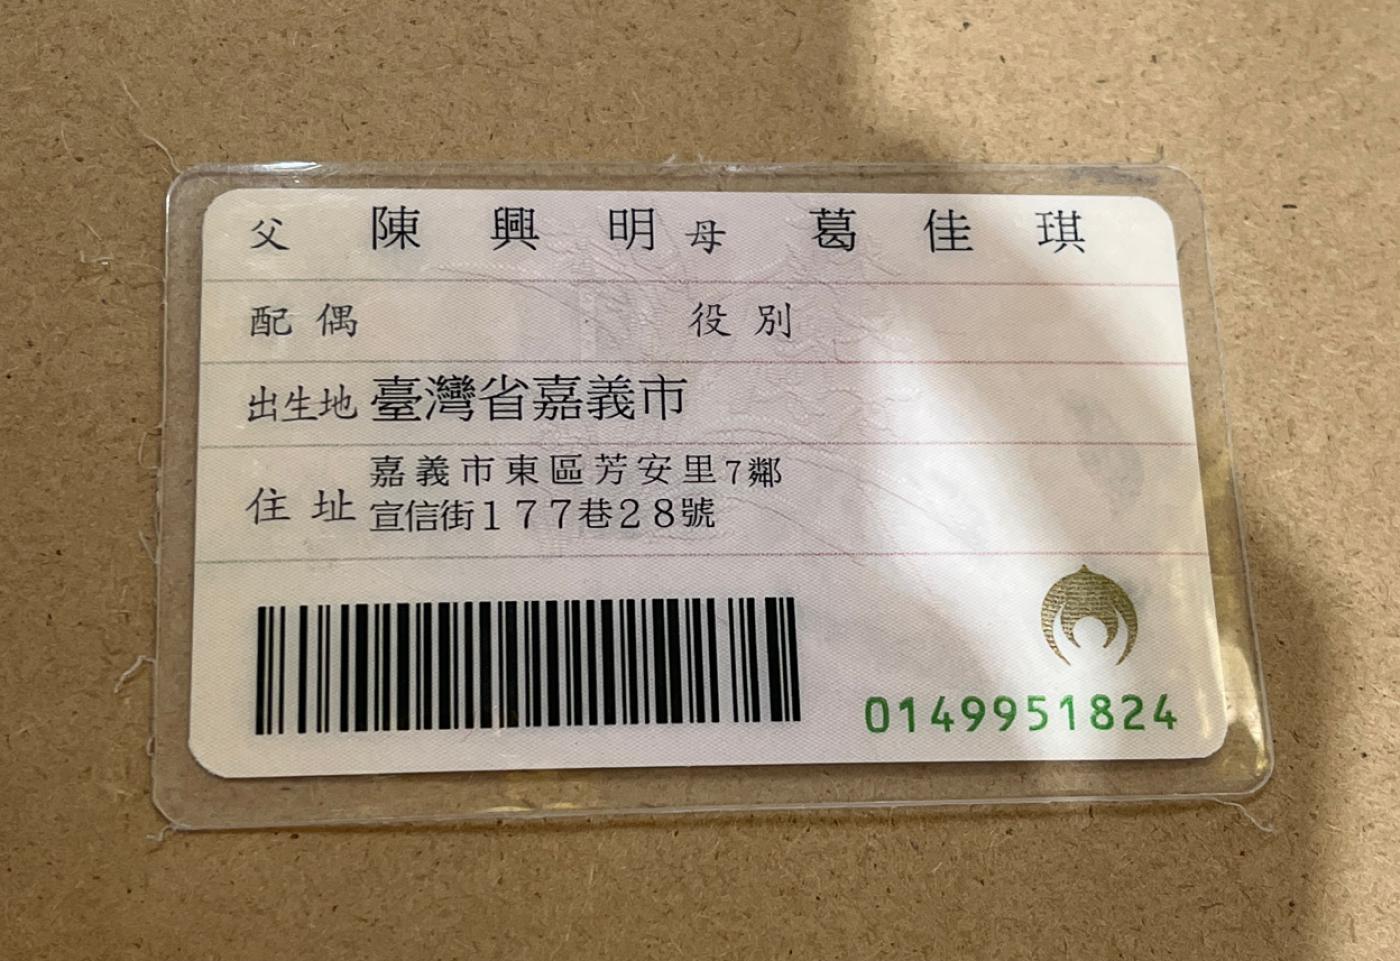 父 陳興明 母 葛佳琪
配偶 役別
出生地 臺灣省嘉義市
住址 嘉義市東區芳安里7鄰
宣信街177巷28號
0149951824